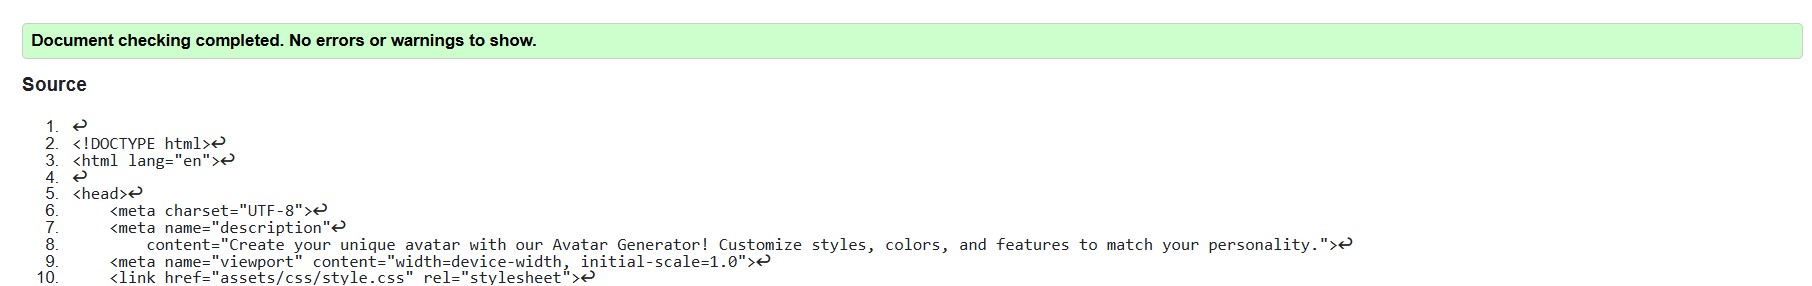 Document checking completed. No errors or warnings to show.
Source
1. ↩
2. <!DOCTYPE html>↩
3. <html lang="en">↩
4. ↩
5. <head>↩
6.     <meta charset="UTF-8">↩
7.     <meta name="description"↩
8.         content="Create your unique avatar with our Avatar Generator! Customize styles, colors, and features to match your personality.">↩
9.     <meta name="viewport" content="width=device-width, initial-scale=1.0">↩
10.     <link href="assets/css/style.css" rel="stylesheet">↩